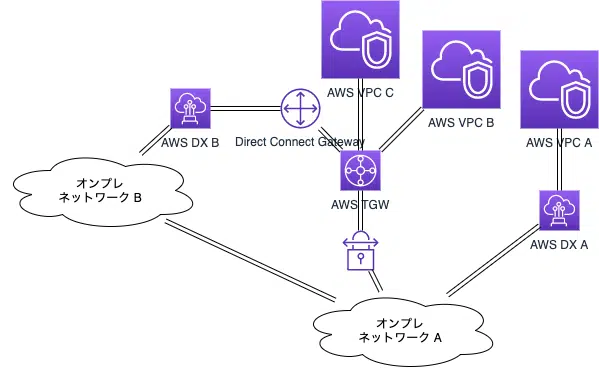 AWS VPC C
AWS VPC B
AWS VPC A
AWS DX B
Direct Connect Gateway
AWS TGW
オンプレ
ネットワーク B
AWS DX A
オンプレ
ネットワーク A